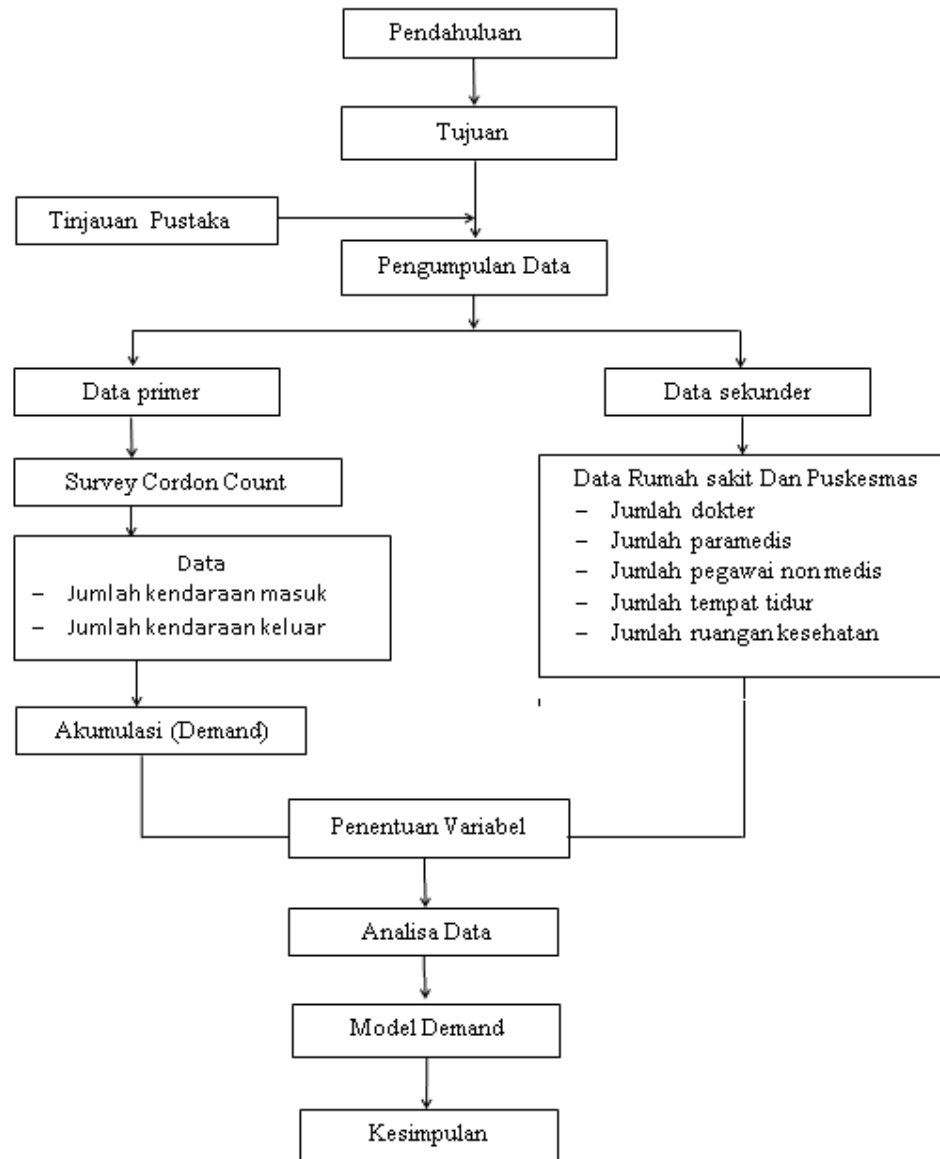 Pendahuluan
Tujuan
Tinjauan Pustaka
Pengumpulan Data
Data primer
Data sekunder
Survey Cordon Count
Data
– Jumlah kendaraan masuk
– Jumlah kendaraan keluar
Data Rumah sakit Dan Puskesmas
– Jumlah dokter
– Jumlah paramedis
– Jumlah pegawai non medis
– Jumlah tempat tidur
– Jumlah ruangan kesehatan
Akumulasi (Demand)
Penentuan Variabel
Analisa Data
Model Demand
Kesimpulan